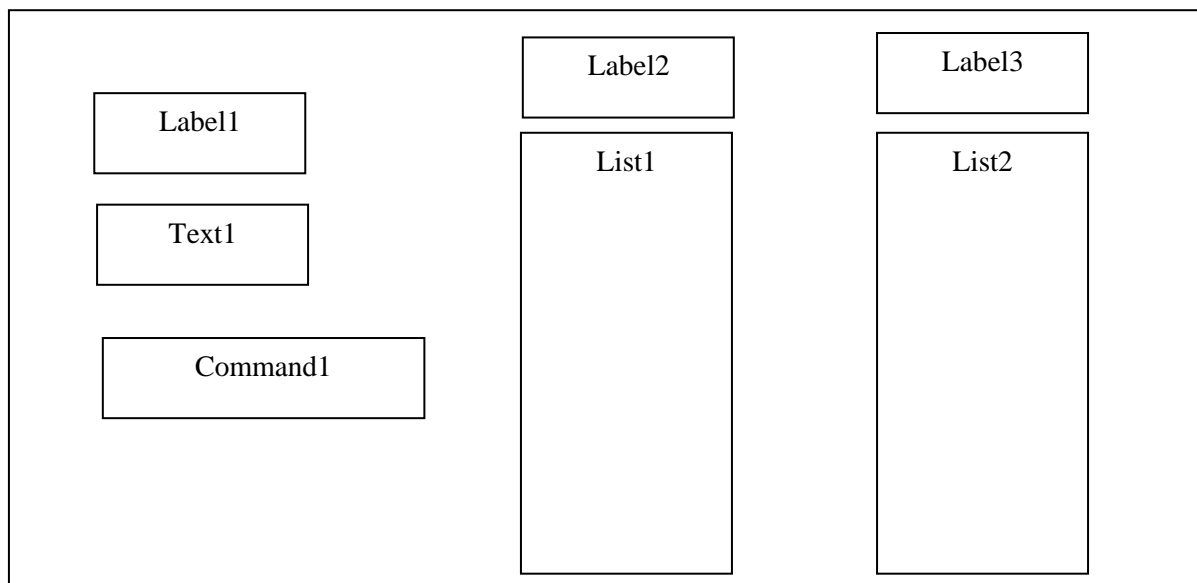 Label1
Text1
Command1
Label2
List1
Label3
List2